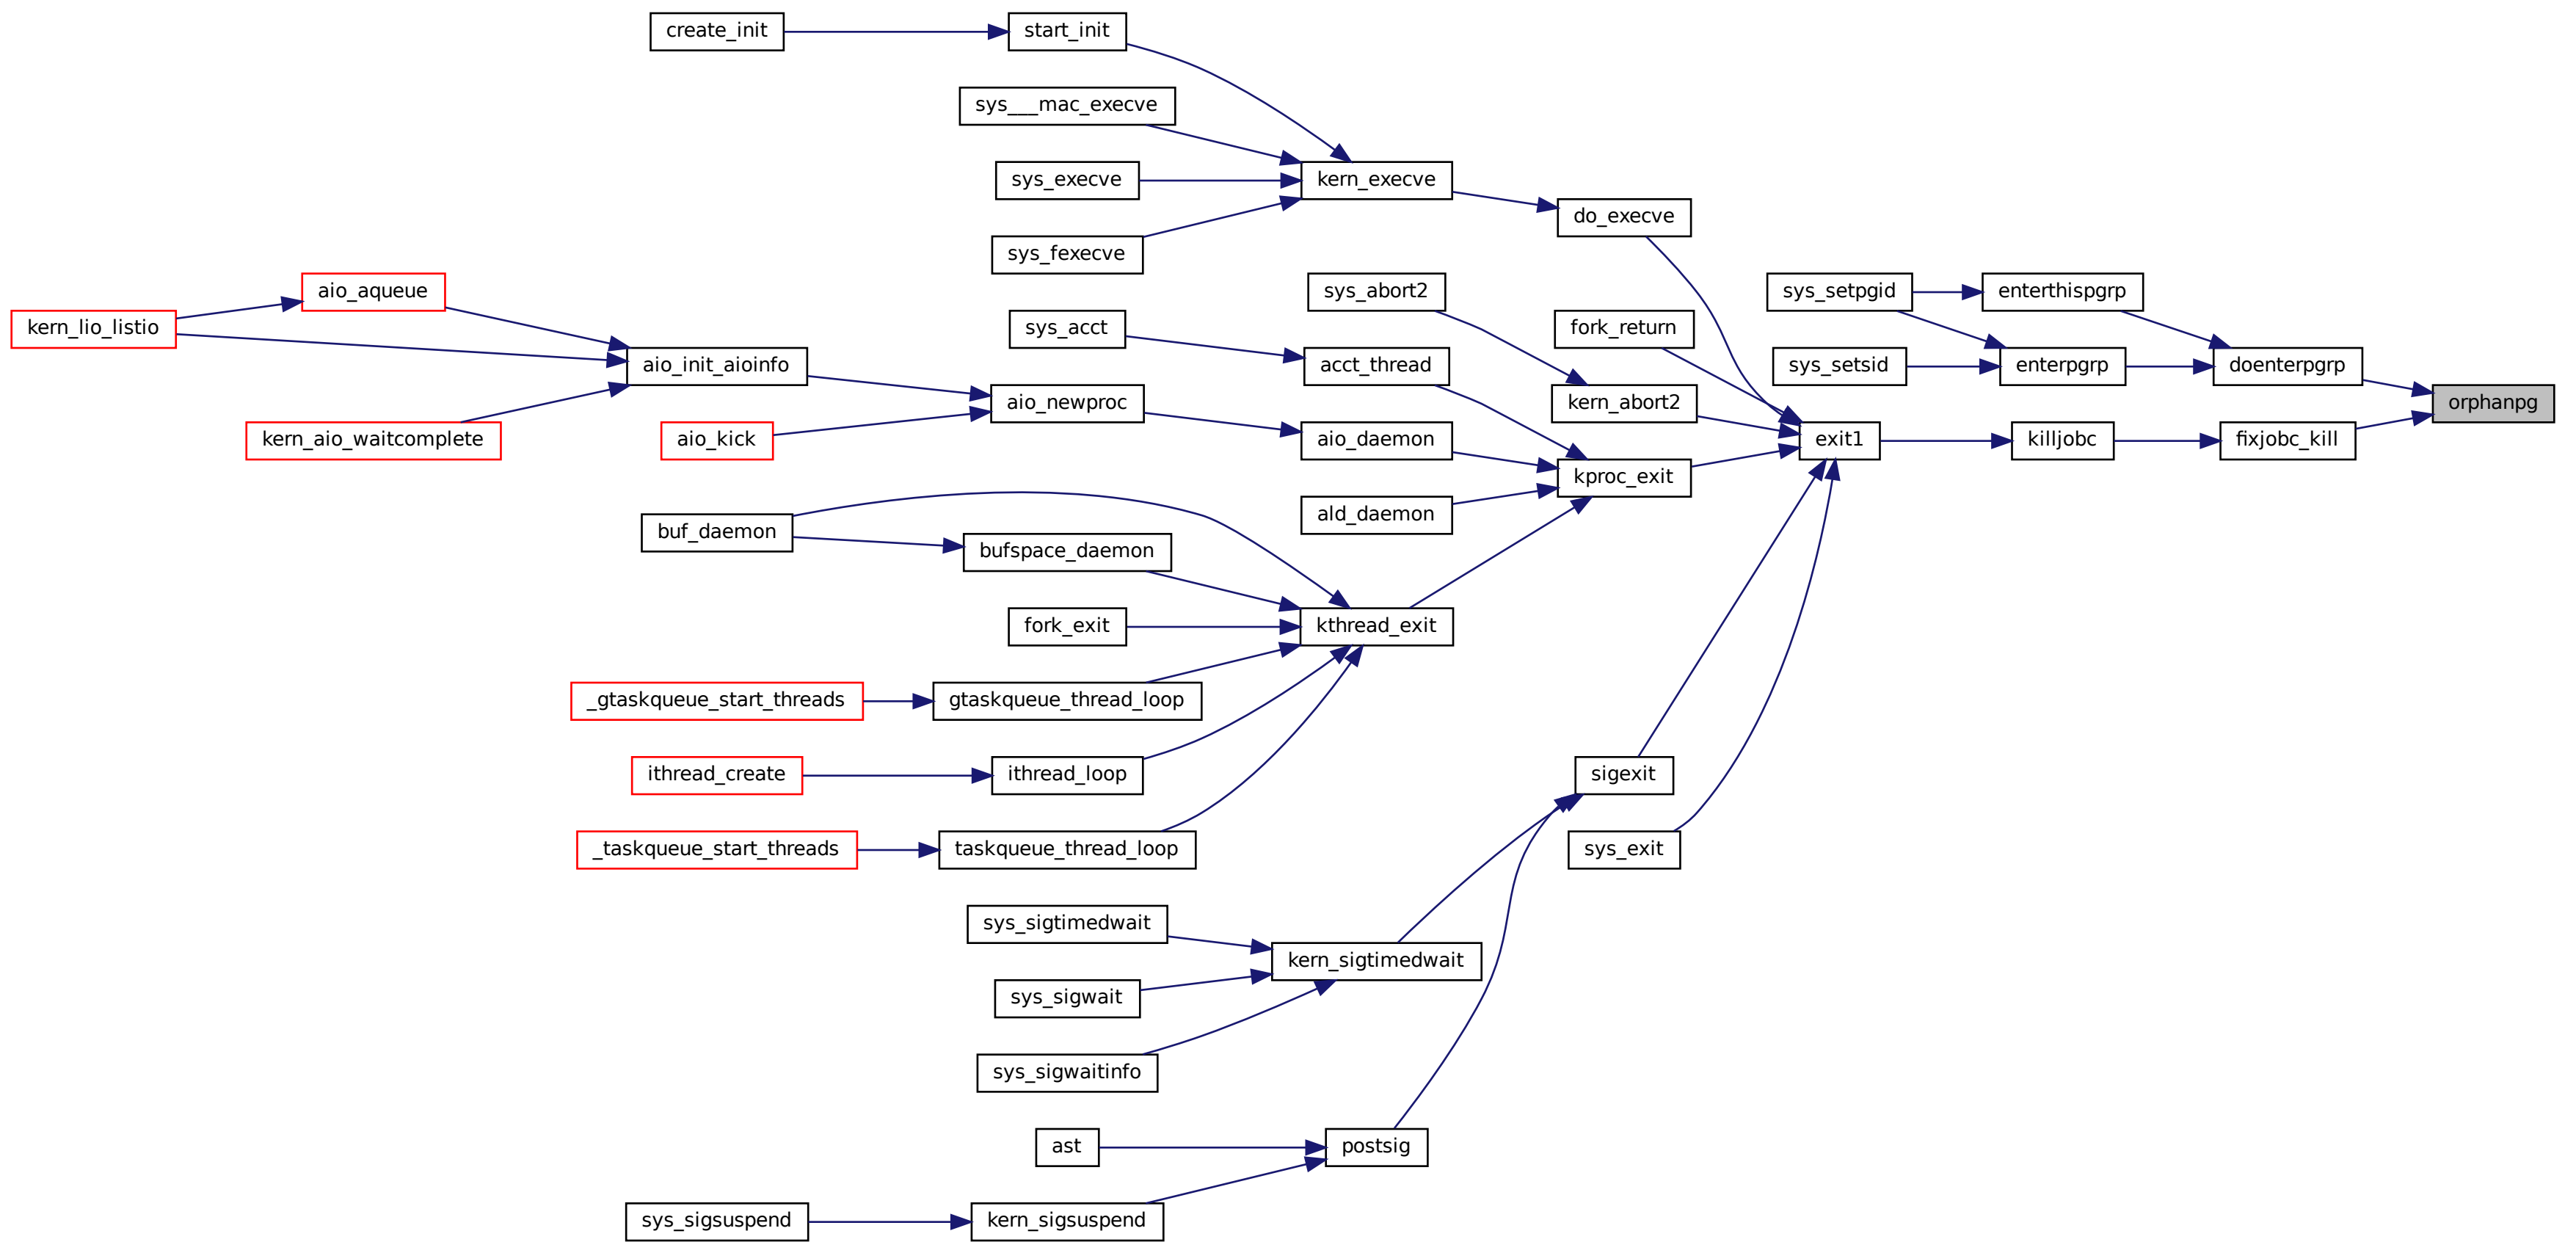 create_init
start_init
sys___mac_execve
sys_execve
kern_execve
do_execve
sys_fexecve
aio_aqueue
sys_abort2
sys_setpgid
enterthispgrp
kern_lio_listio
sys_acct
fork_return
aio_init_aioinfo
acct_thread
sys_setsid
enterpgrp
doenterpgrp
aio_newproc
kern_abort2
orphanpg
kern_aio_waitcomplete
aio_kick
aio_daemon
exit1
killjobc
fixjobc_kill
kproc_exit
ald_daemon
buf_daemon
bufspace_daemon
fork_exit
kthread_exit
_gtaskqueue_start_threads
gtaskqueue_thread_loop
ithread_create
ithread_loop
sigexit
_taskqueue_start_threads
taskqueue_thread_loop
sys_exit
sys_sigtimedwait
kern_sigtimedwait
sys_sigwait
sys_sigwaitinfo
ast
postsig
sys_sigsuspend
kern_sigsuspend